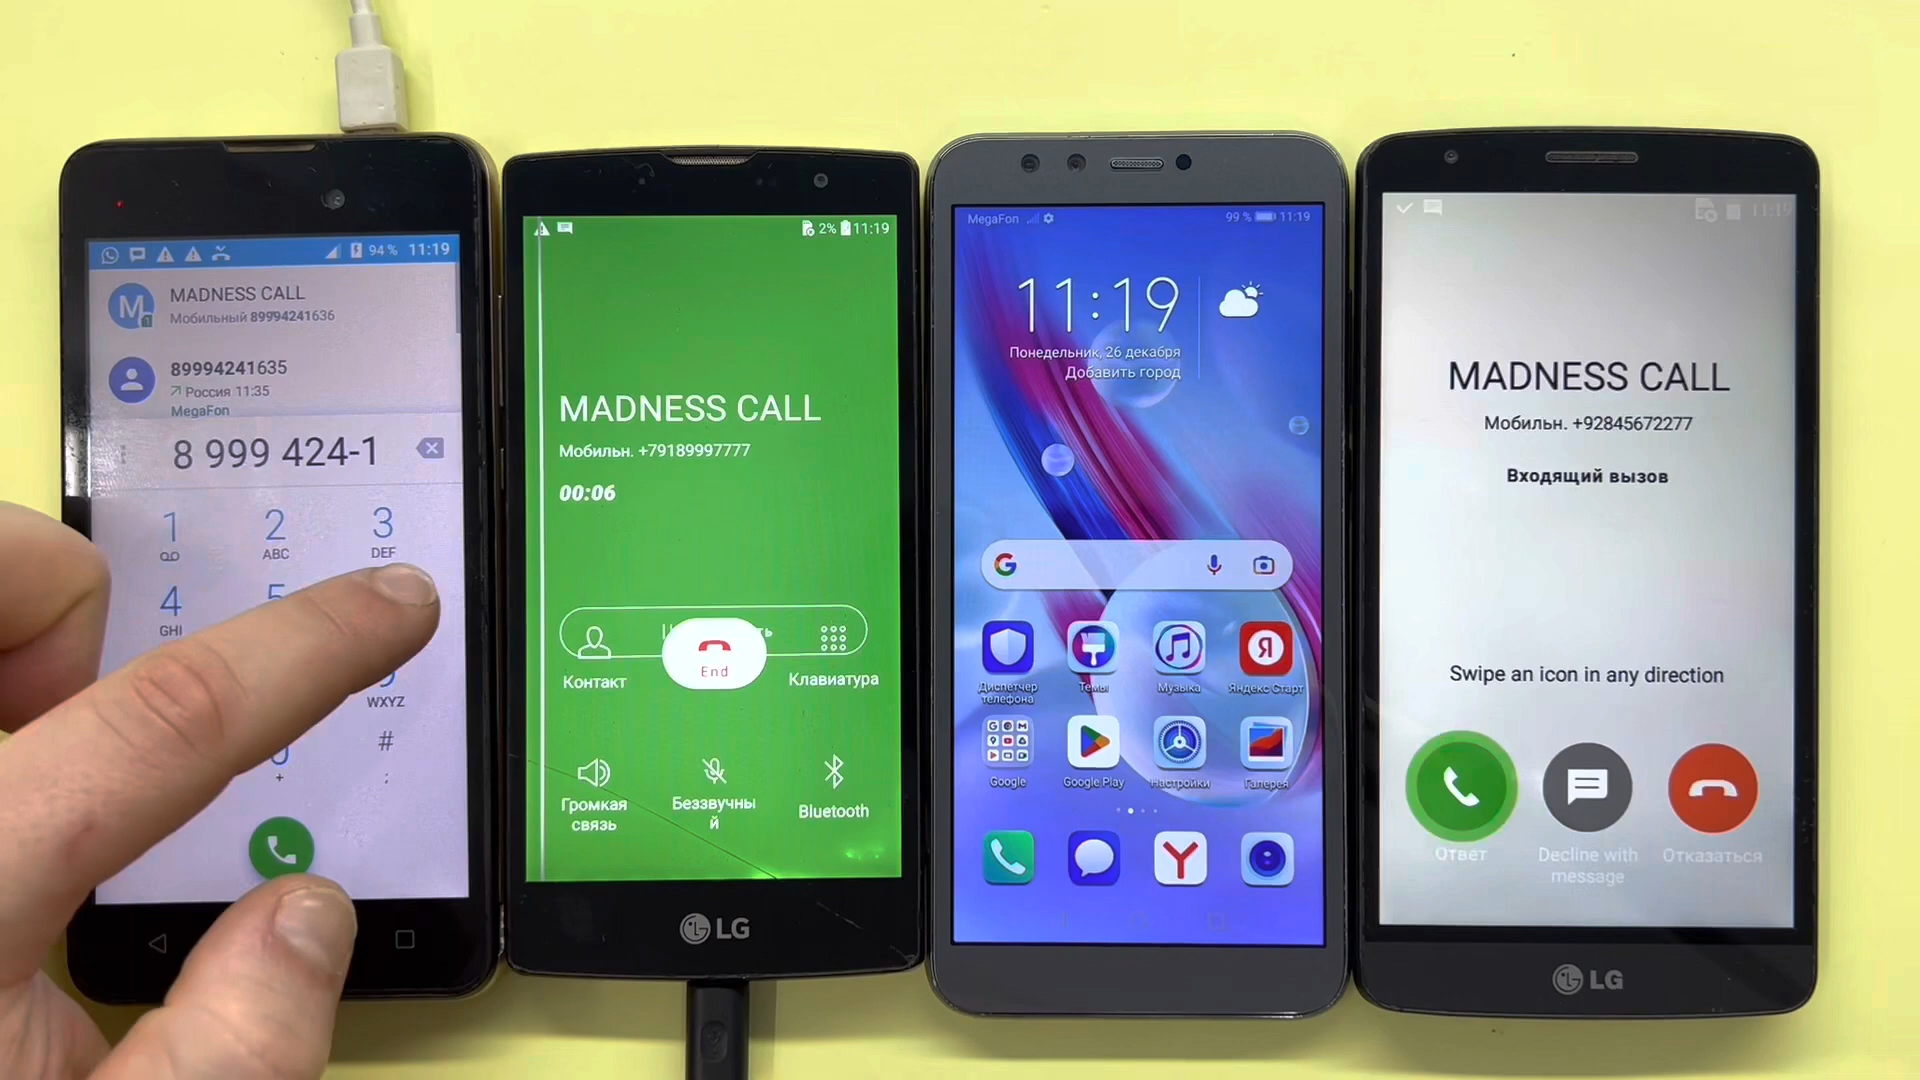 94 % 11:19
M
1
MADNESS CALL
Мобильный 89994241636
89994241635
Россия 11:35
MegaFon
8 999 424-1
1
2 ABC
3 DEF
4 GHI
WXYZ
+
#
;
2% 11:19
MADNESS CALL
Мобильн. +79189997777
00:06
End
Контакт
Клавиатура
Громкая связь
Беззвучны
й
Bluetooth
LG
MegaFon 99 % 11:19
11:19
Понедельник, 26 декабря
Добавить город
G
Я
Диспетчер телефона
Темы
Музыка
Яндекс Старт
Google
Google Play
Настройки
Галерея
Y
11:19
MADNESS CALL
Мобильн. +92845672277
Входящий вызов
Swipe an icon in any direction
Ответ
Decline with message
Отказаться
LG